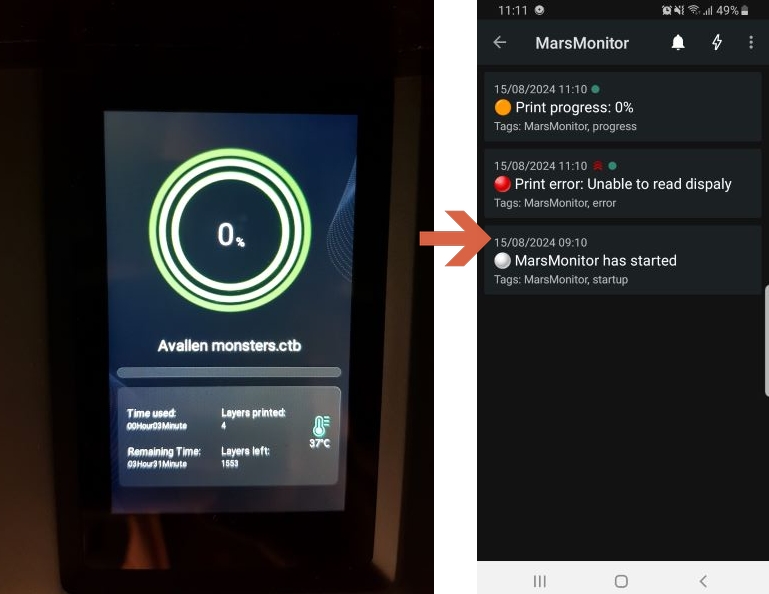 0%
Avallen monsters.ctb
Time used:
00Hour03Minute
Layers printed:
4
37°C
Remaining Time:
03Hour31Minute
Layers left:
1553
11:11
49%
MarsMonitor
15/08/2024 11:10
Print progress: 0%
Tags: MarsMonitor, progress
15/08/2024 11:10
Print error: Unable to read dispaly
Tags: MarsMonitor, error
15/08/2024 09:10
MarsMonitor has started
Tags: MarsMonitor, startup